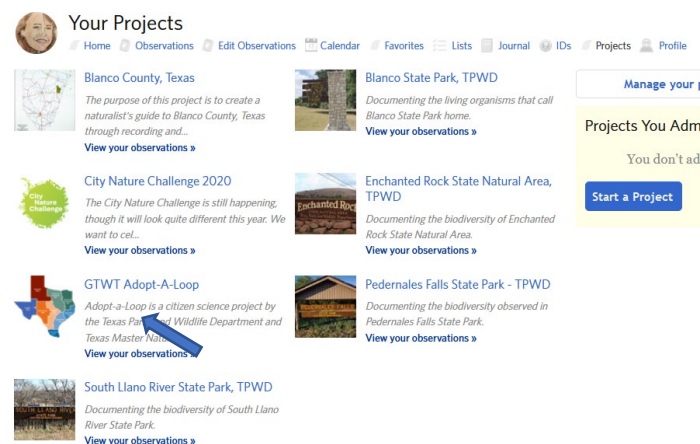 Your Projects
Home Observations Edit Observations Calendar Favorites Lists Journal IDs Projects Profile
Blanco County, Texas
The purpose of this project is to create a
naturalist's guide to Blanco County, Texas
through recording and...
View your observations »
Blanco State Park, TPWD
Documenting the living organisms that call
Blanco State Park home.
View your observations »
Manage your
Projects You Adm
You don't ad
Start a Project
City Nature Challenge
City Nature Challenge 2020
The City Nature Challenge is still happening,
though it will look quite different this year. We
want to cel...
View your observations »
Enchanted Rock
Enchanted Rock State Natural Area,
TPWD
Documenting the biodiversity of Enchanted
Rock State Natural Area.
View your observations »
GTWT Adopt-A-Loop
Adopt-a-Loop is a citizen science project by
the Texas and Wildlife Department and
Texas Master
View your observations
Pedernales Falls State Park - TPWD
Documenting the biodiversity observed in
Pedernales Falls State Park.
View your observations »
SOUTH LLANO RIVER
South Llano River State Park, TPWD
Documenting the biodiversity of South Llano
River State Park.
View your observations »